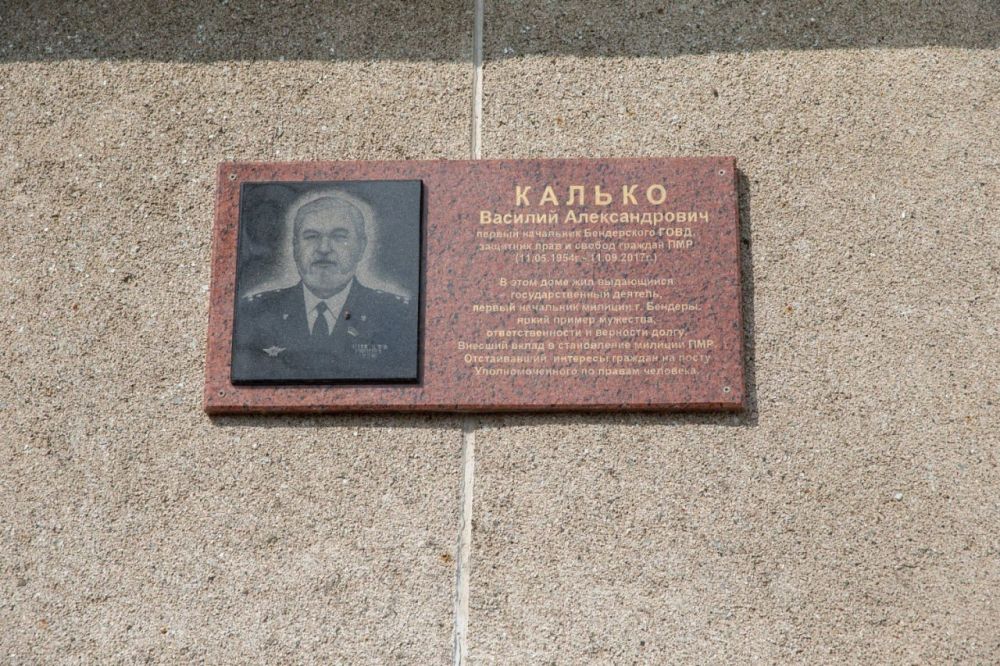 КАЛЬКО
Василий Александрович
первый начальник Бендерского ГОВД,
защитник прав и свобод граждан ПМР
(11.05.1954г.- 11.09.2017г.)
В этом доме жил выдающийся
государственный деятель,
первый начальник милиции г. Бендеры.
яркий пример мужества,
ответственности и верности долгу.
Внесший вклад в становление милиции ПМР.
Отстаивавший интересы граждан на посту
Уполномоченного по правам человека.